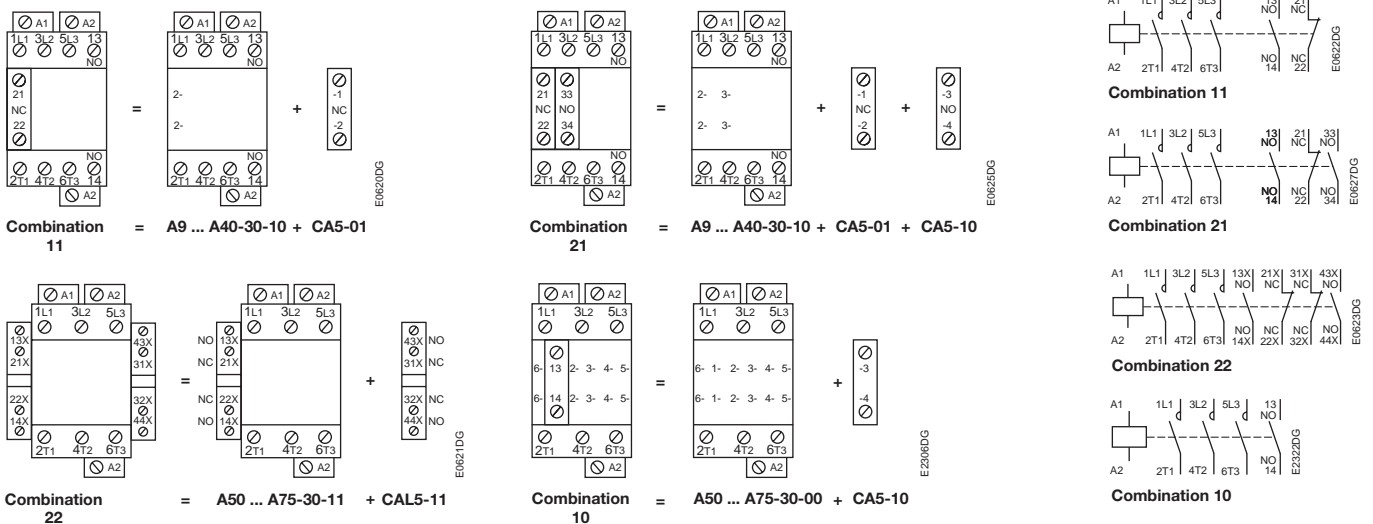 A1 A2
1L1 3L2 5L3 13
NO
21
NC
22
NO
2T1 4T2 6T3 14
A2
=
A1 A2
1L1 3L2 5L3 13
NO
2-
2-
NO
2T1 4T2 6T3 14
A2
+
-1
NC
-2
E0620DG
Combination = A9 ... A40-30-10 + CA5-01
11
A1 A2
1L1 3L2 5L3 13
NO
21 33
NC NO
22 34
NO
2T1 4T2 6T3 14
A2
=
A1 A2
1L1 3L2 5L3 13
NO
2- 3-
2- 3-
NO
2T1 4T2 6T3 14
A2
+
-1
NC
-2
+
-3
NO
-4
E0625DG
Combination = A9 ... A40-30-10 + CA5-01 + CA5-10
21
A1 1L1 3L2 5L3 13 21
NO NC
NO NC
A2 2T1 4T2 6T3 14 22
E0622DG
Combination 11
A1 1L1 3L2 5L3 13 21 33
NO NC NO
NO NC NO
A2 2T1 4T2 6T3 14 22 34
E0627DG
Combination 21
A1 A2
1L1 3L2 5L3
13X 43X
21X 31X
22X 32X
14X 44X
2T1 4T2 6T3
A2
=
A1 A2
1L1 3L2 5L3
NO 13X
NC 21X
NC 22X
NO 14X
2T1 4T2 6T3
A2
+
43X NO
31X NC
32X NC
44X NO
E0621DG
Combination = A50 ... A75-30-11 + CAL5-11
22
A1 A2
1L1 3L2 5L3
6- 13 2- 3- 4- 5-
6- 14 2- 3- 4- 5-
2T1 4T2 6T3
A2
=
A1 A2
1L1 3L2 5L3
6- 1- 2- 3- 4- 5-
6- 1- 2- 3- 4- 5-
2T1 4T2 6T3
A2
+
-3
-4
E2306DG
Combination = A50 ... A75-30-00 + CA5-10
10
A1 1L1 3L2 5L3 13X 21X 31X 43X
NO NC NC NO
NO NC NC NO
A2 2T1 4T2 6T3 14X 22X 32X 44X
E0623DG
Combination 22
A1 1L1 3L2 5L3 13
NO
NO
A2 2T1 4T2 6T3 14
E2322DG
Combination 10